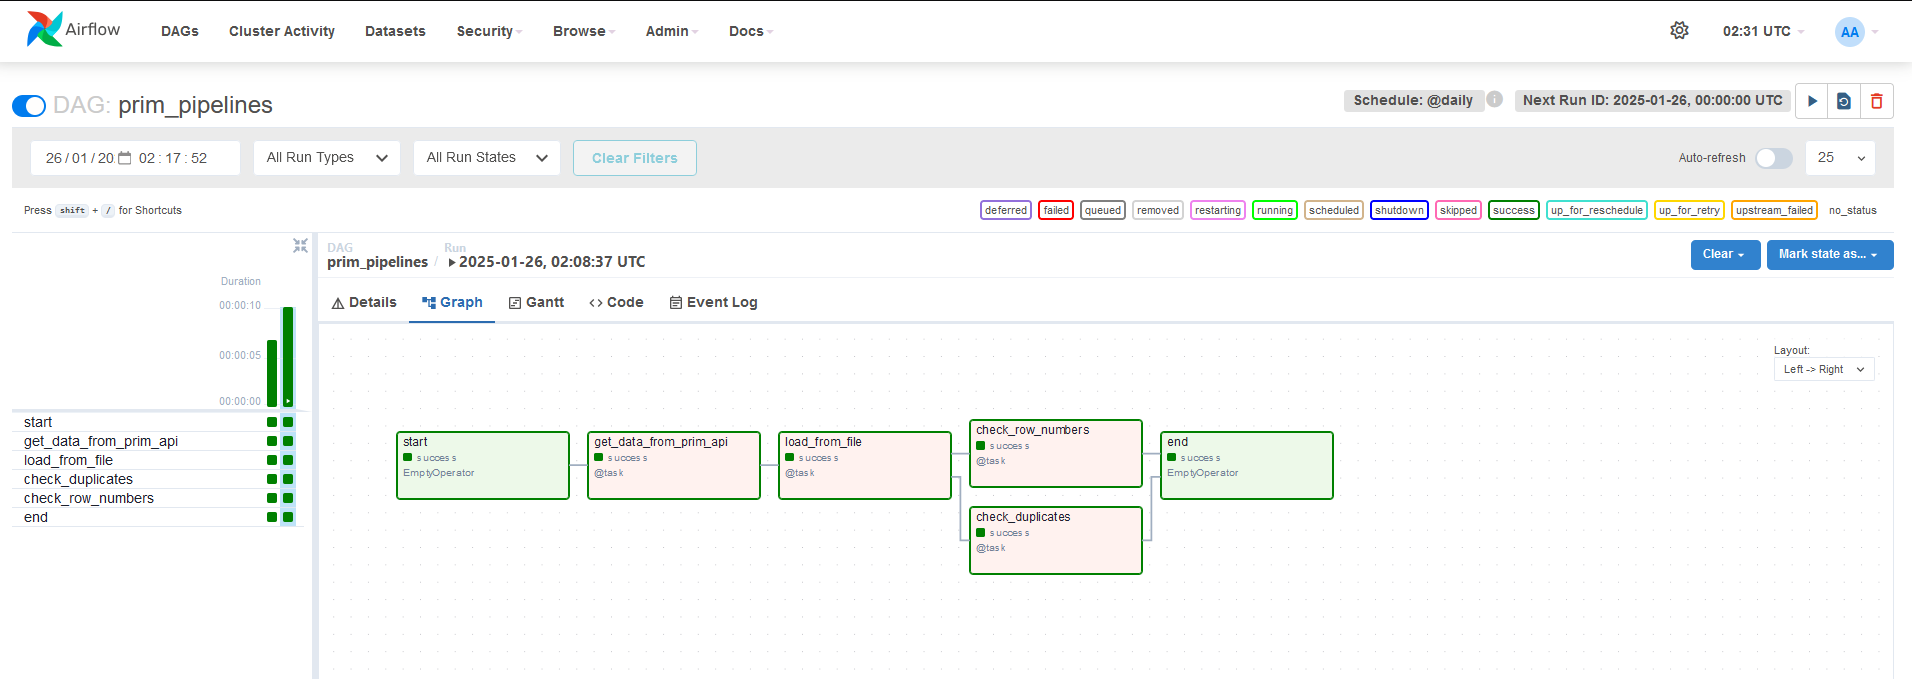 Airflow DAGs Cluster Activity Datasets Security Browse Admin Docs 02:31 UTC AA
DAG: prim_pipelines Schedule: @daily i Next Run ID: 2025-01-26, 00:00:00 UTC
26/01/20 02:17:52 All Run Types All Run States Clear Filters Auto-refresh 25
Press shift + / for Shortcuts deferred failed queued removed restarting running scheduled shutdown skipped success up_for_reschedule up_for_retry upstream_failed no_status
DAG Run
prim_pipelines / 2025-01-26, 02:08:37 UTC Clear Mark state as...
Duration
00:00:10
00:00:05
00:00:00
start
get_data_from_prim_api
load_from_file
check_duplicates
check_row_numbers
end
Details Graph Gantt Code Event Log
Layout:
Left -> Right
start
success
EmptyOperator
get_data_from_prim_api
success
@task
load_from_file
success
@task
check_row_numbers
success
@task
check_duplicates
success
@task
end
success
EmptyOperator